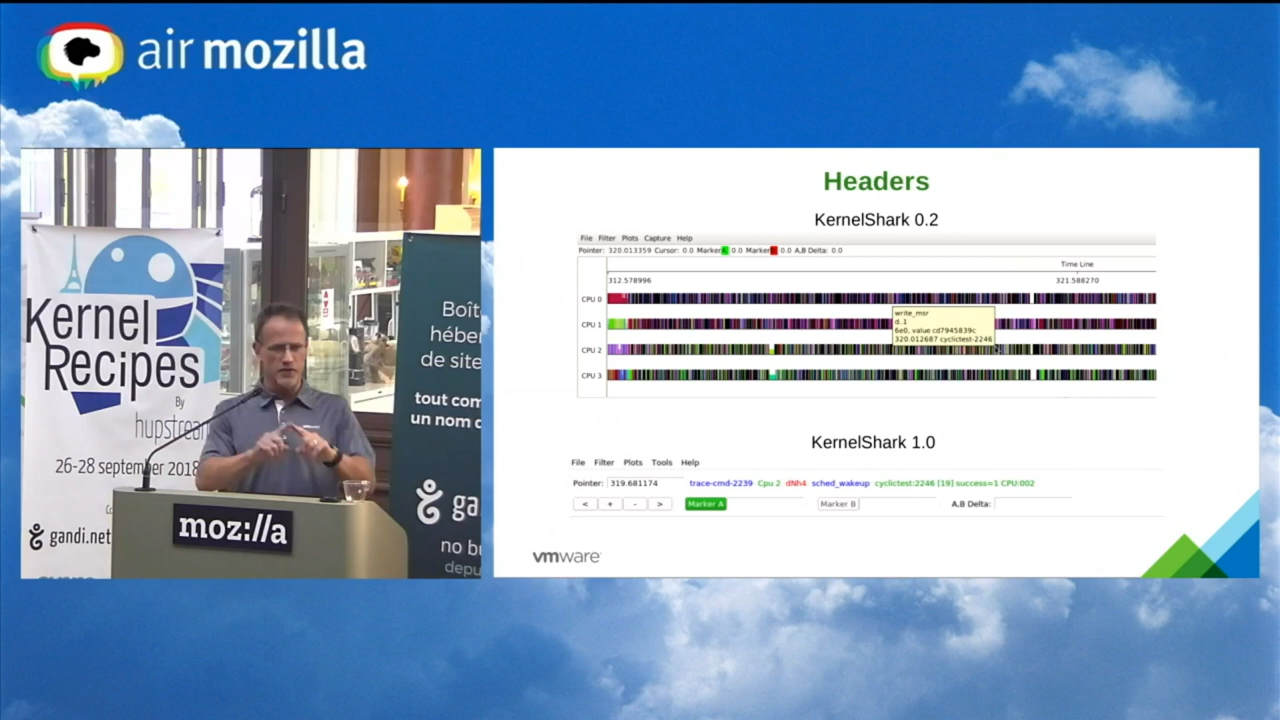 air mozilla
Kernel
Recipes
By
hupstream
26-28 september 2018
gandi.net
moz://a
Boît
héber
de site
tout com
un nom d
ga
no bu
depu
Headers
KernelShark 0.2
File Filter Plots Capture Help
Pointer: 320.013359 Cursor: 0.0 Marker A 0.0 Marker B 0.0 A,B Delta: 0.0
Time Line
312.578996 321.588270
CPU 0
CPU 1
CPU 2
CPU 3
write_msr
d..1
6e0, value cd7945839c
320.012687 cyclictest-2246
KernelShark 1.0
File Filter Plots Tools Help
Pointer: 319.681174 trace-cmd-2239 Cpu 2 dNh4 sched_wakeup cyclictest:2246 [19] success=1 CPU:002
< + - > Marker A Marker B A,B Delta:
vmware